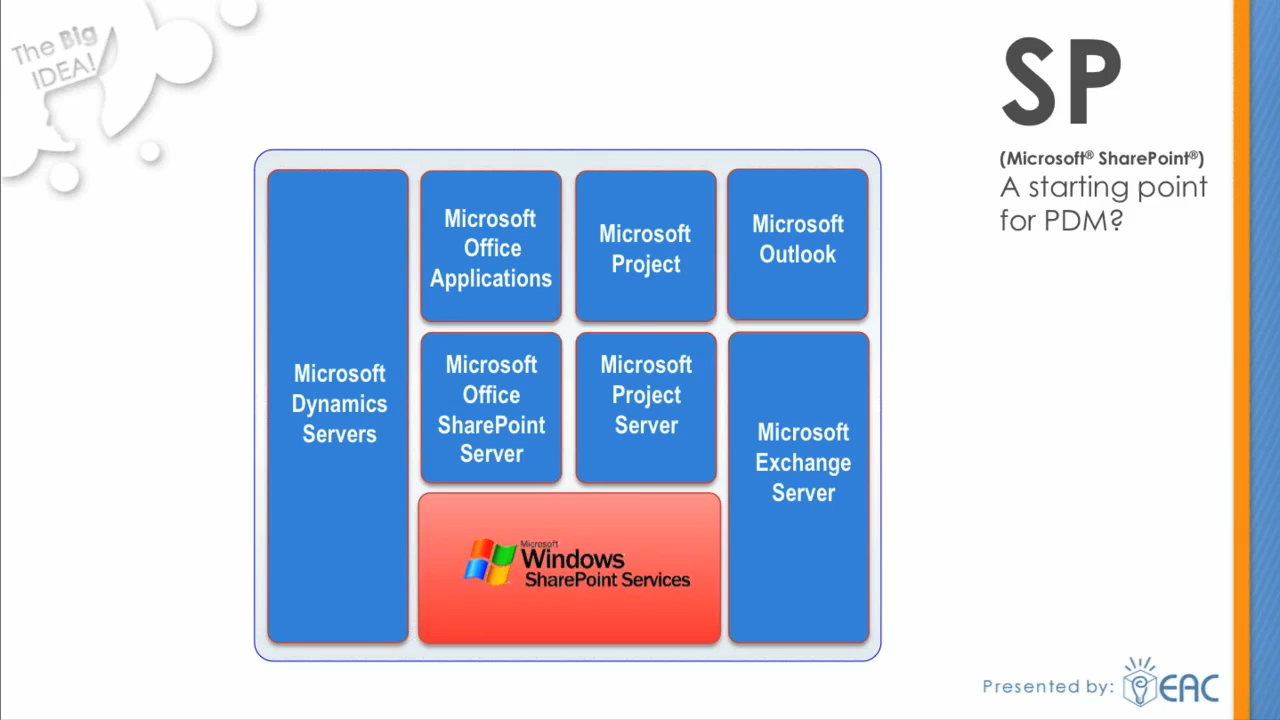 The Big
IDEA!
SP
(Microsoft® SharePoint®)
A starting point
for PDM?
Microsoft
Dynamics
Servers
Microsoft
Office
Applications
Microsoft
Project
Microsoft
Outlook
Microsoft
Office
SharePoint
Server
Microsoft
Project
Server
Microsoft
Exchange
Server
Microsoft
Windows
SharePoint Services
Presented by: EAC